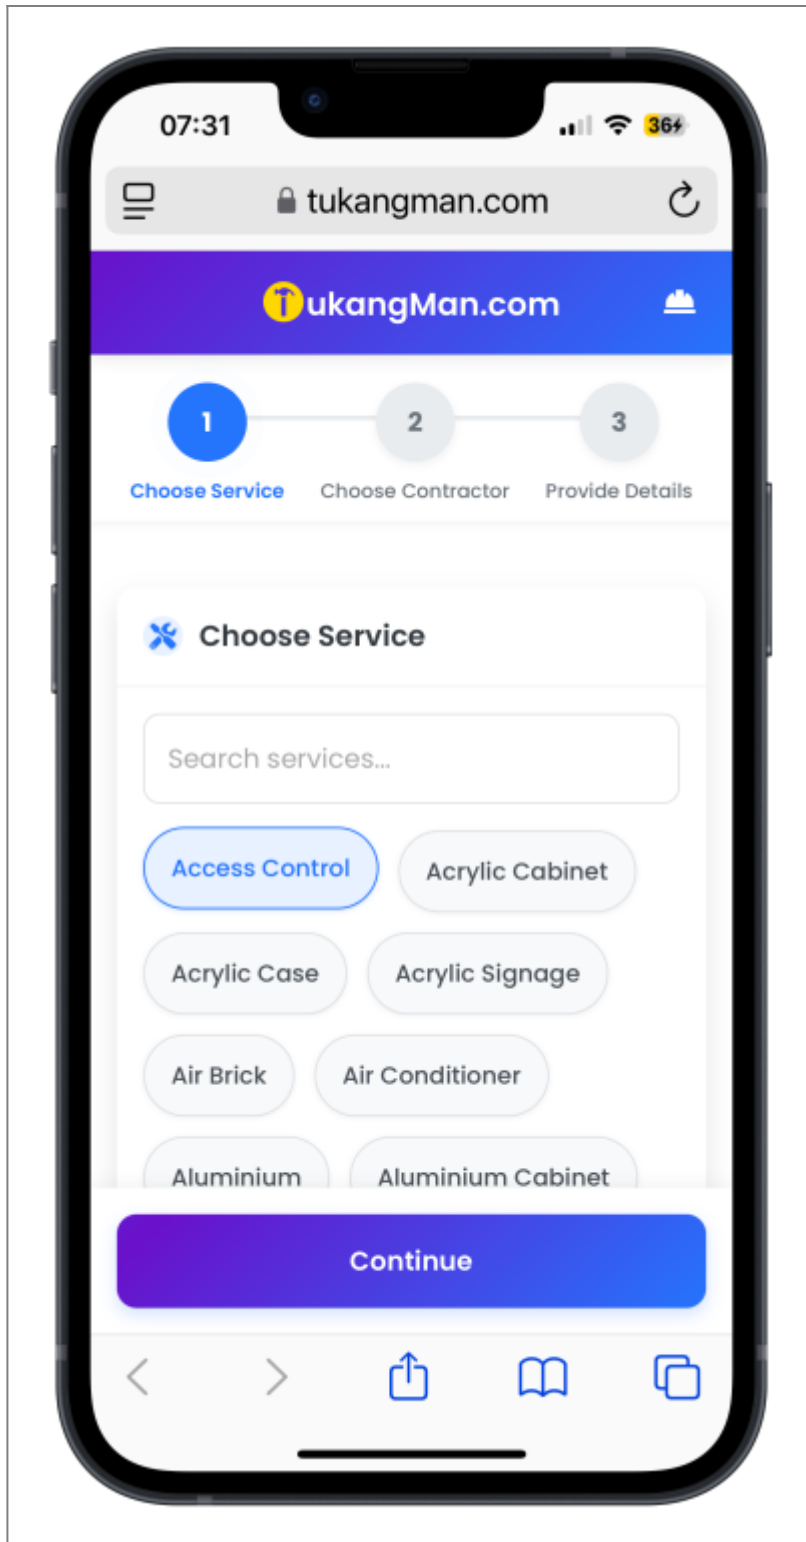 07:31
36
tukangman.com
TukangMan.com
1 2 3
Choose Service Choose Contractor Provide Details
Choose Service
Search services...
Access Control Acrylic Cabinet
Acrylic Case Acrylic Signage
Air Brick Air Conditioner
Aluminium Aluminium Cabinet
Continue